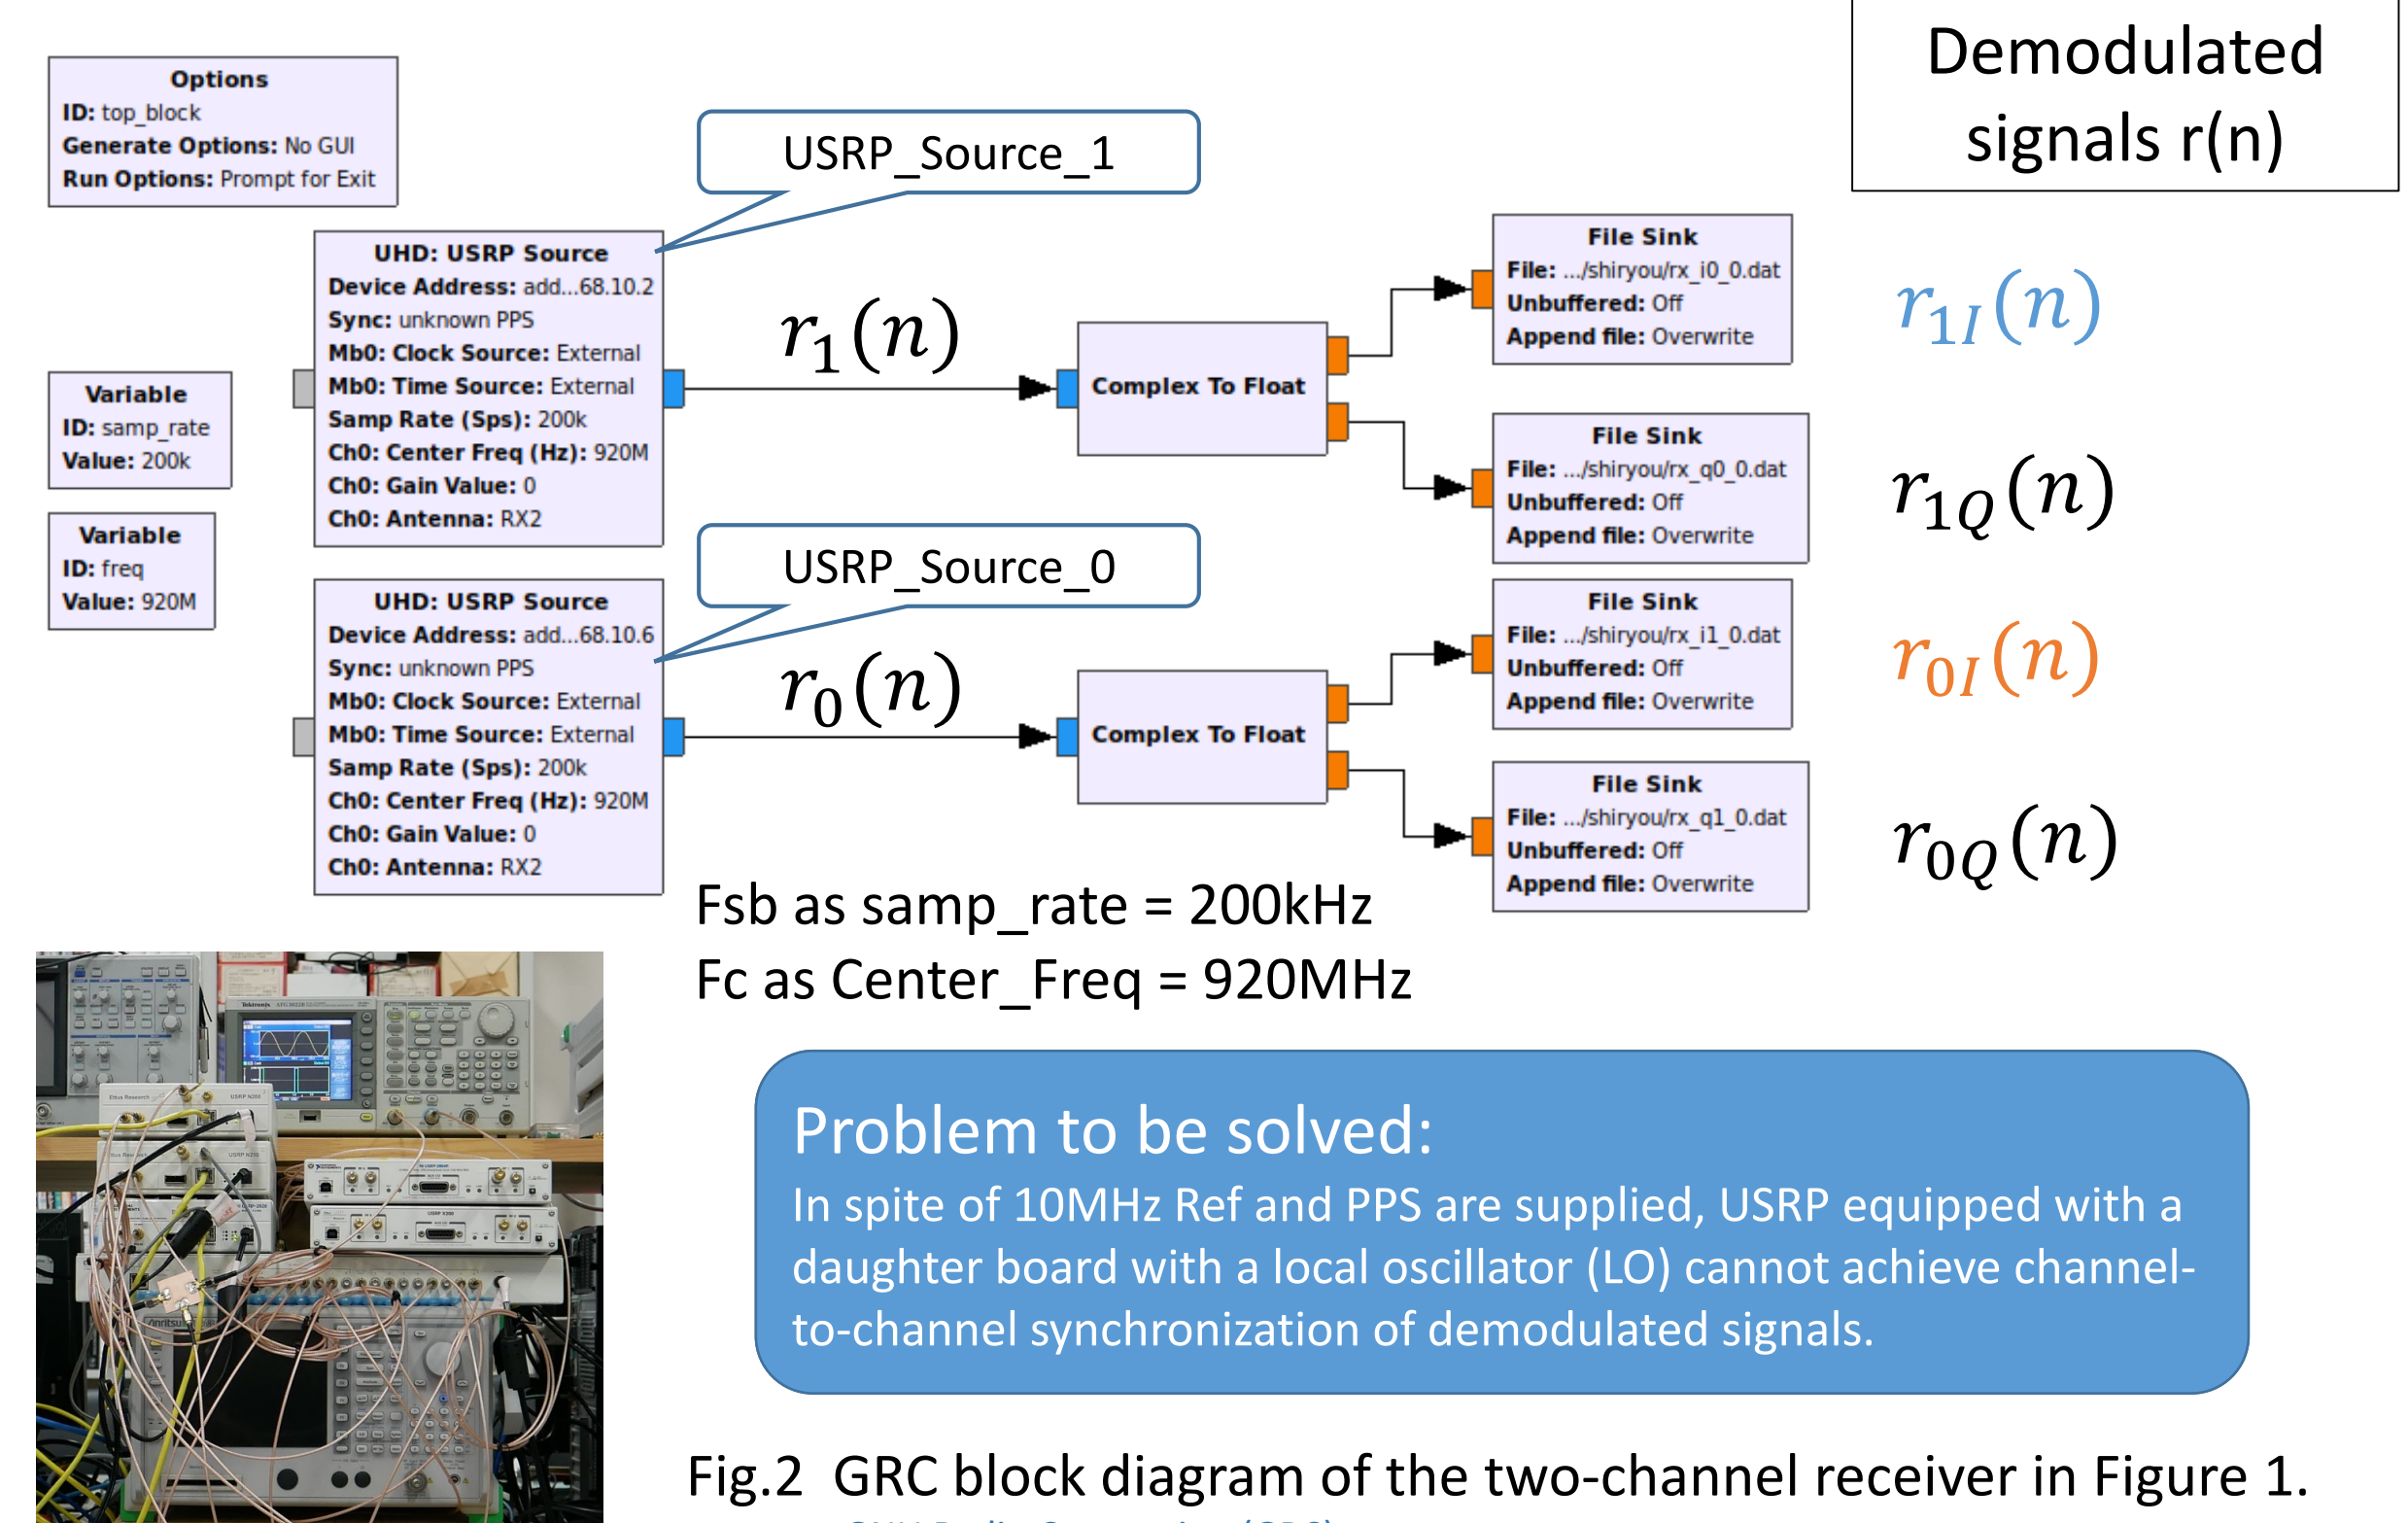 Demodulated
signals r(n)
Options
ID: top_block
Generate Options: No GUI
Run Options: Prompt for Exit
USRP_Source_1
UHD: USRP Source
Device Address: add...68.10.2
Sync: unknown PPS
Mb0: Clock Source: External
Mb0: Time Source: External
Samp Rate (Sps): 200k
Ch0: Center Freq (Hz): 920M
Ch0: Gain Value: 0
Ch0: Antenna: RX2
r1(n)
Complex To Float
File Sink
File: .../shiryou/rx_i0_0.dat
Unbuffered: Off
Append file: Overwrite
r1I(n)
File Sink
File: .../shiryou/rx_q0_0.dat
Unbuffered: Off
Append file: Overwrite
r1Q(n)
Variable
ID: samp_rate
Value: 200k
Variable
ID: freq
Value: 920M
USRP_Source_0
UHD: USRP Source
Device Address: add...68.10.6
Sync: unknown PPS
Mb0: Clock Source: External
Mb0: Time Source: External
Samp Rate (Sps): 200k
Ch0: Center Freq (Hz): 920M
Ch0: Gain Value: 0
Ch0: Antenna: RX2
r0(n)
Complex To Float
File Sink
File: .../shiryou/rx_i1_0.dat
Unbuffered: Off
Append file: Overwrite
r0I(n)
File Sink
File: .../shiryou/rx_q1_0.dat
Unbuffered: Off
Append file: Overwrite
r0Q(n)
Fsb as samp_rate = 200kHz
Fc as Center_Freq = 920MHz
Tektronix
Ettus Research
Problem to be solved:
In spite of 10MHz Ref and PPS are supplied, USRP equipped with a
daughter board with a local oscillator (LO) cannot achieve channel-
to-channel synchronization of demodulated signals.
Fig.2 GRC block diagram of the two-channel receiver in Figure 1.